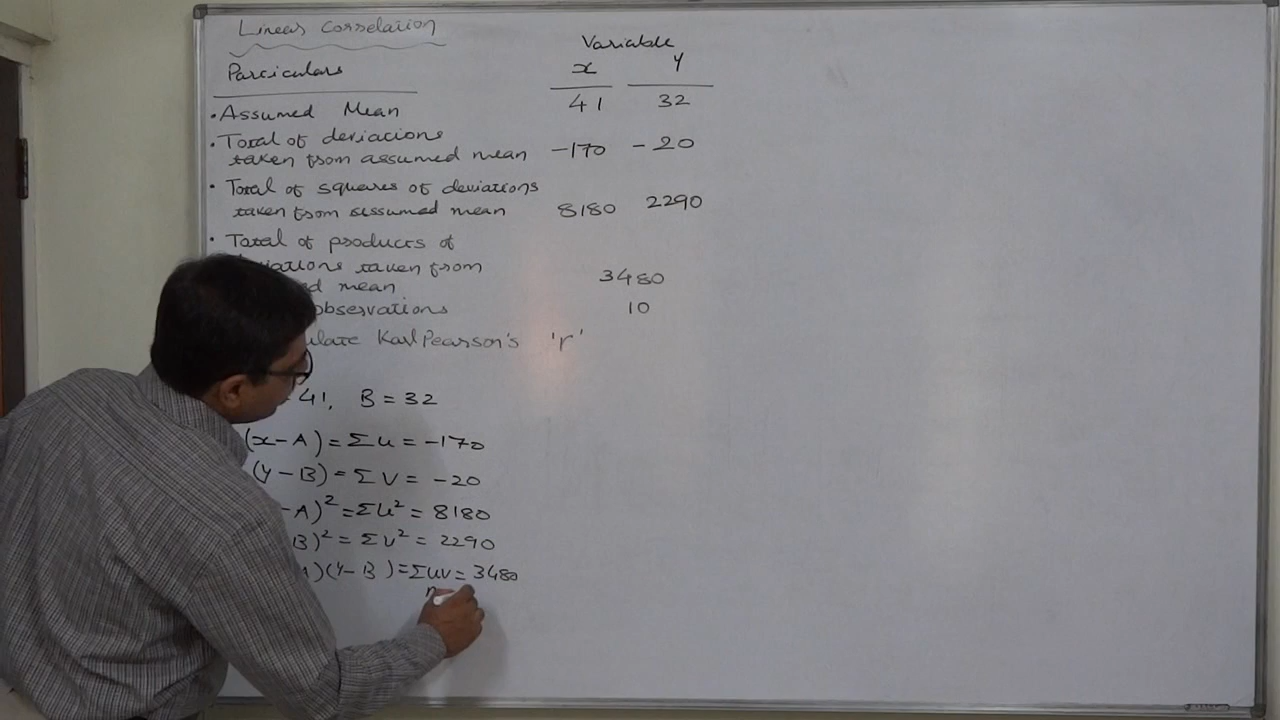 Linear Correlation
Variable
Particulars x y
• Assumed Mean 41 32
• Total of deviations
taken from assumed mean -170 -20
• Total of squares of deviations
taken from assumed mean 8180 2290
• Total of products of
deviations taken from 3480
mean
observations 10
Karl Pearson's 'r'
41, B = 32
(x-A) = Σu = -170
(y-B) = Σv = -20
-A)² = Σu² = 8180
B)² = Σv² = 2290
A)(y-B) = Σuv = 3480
n